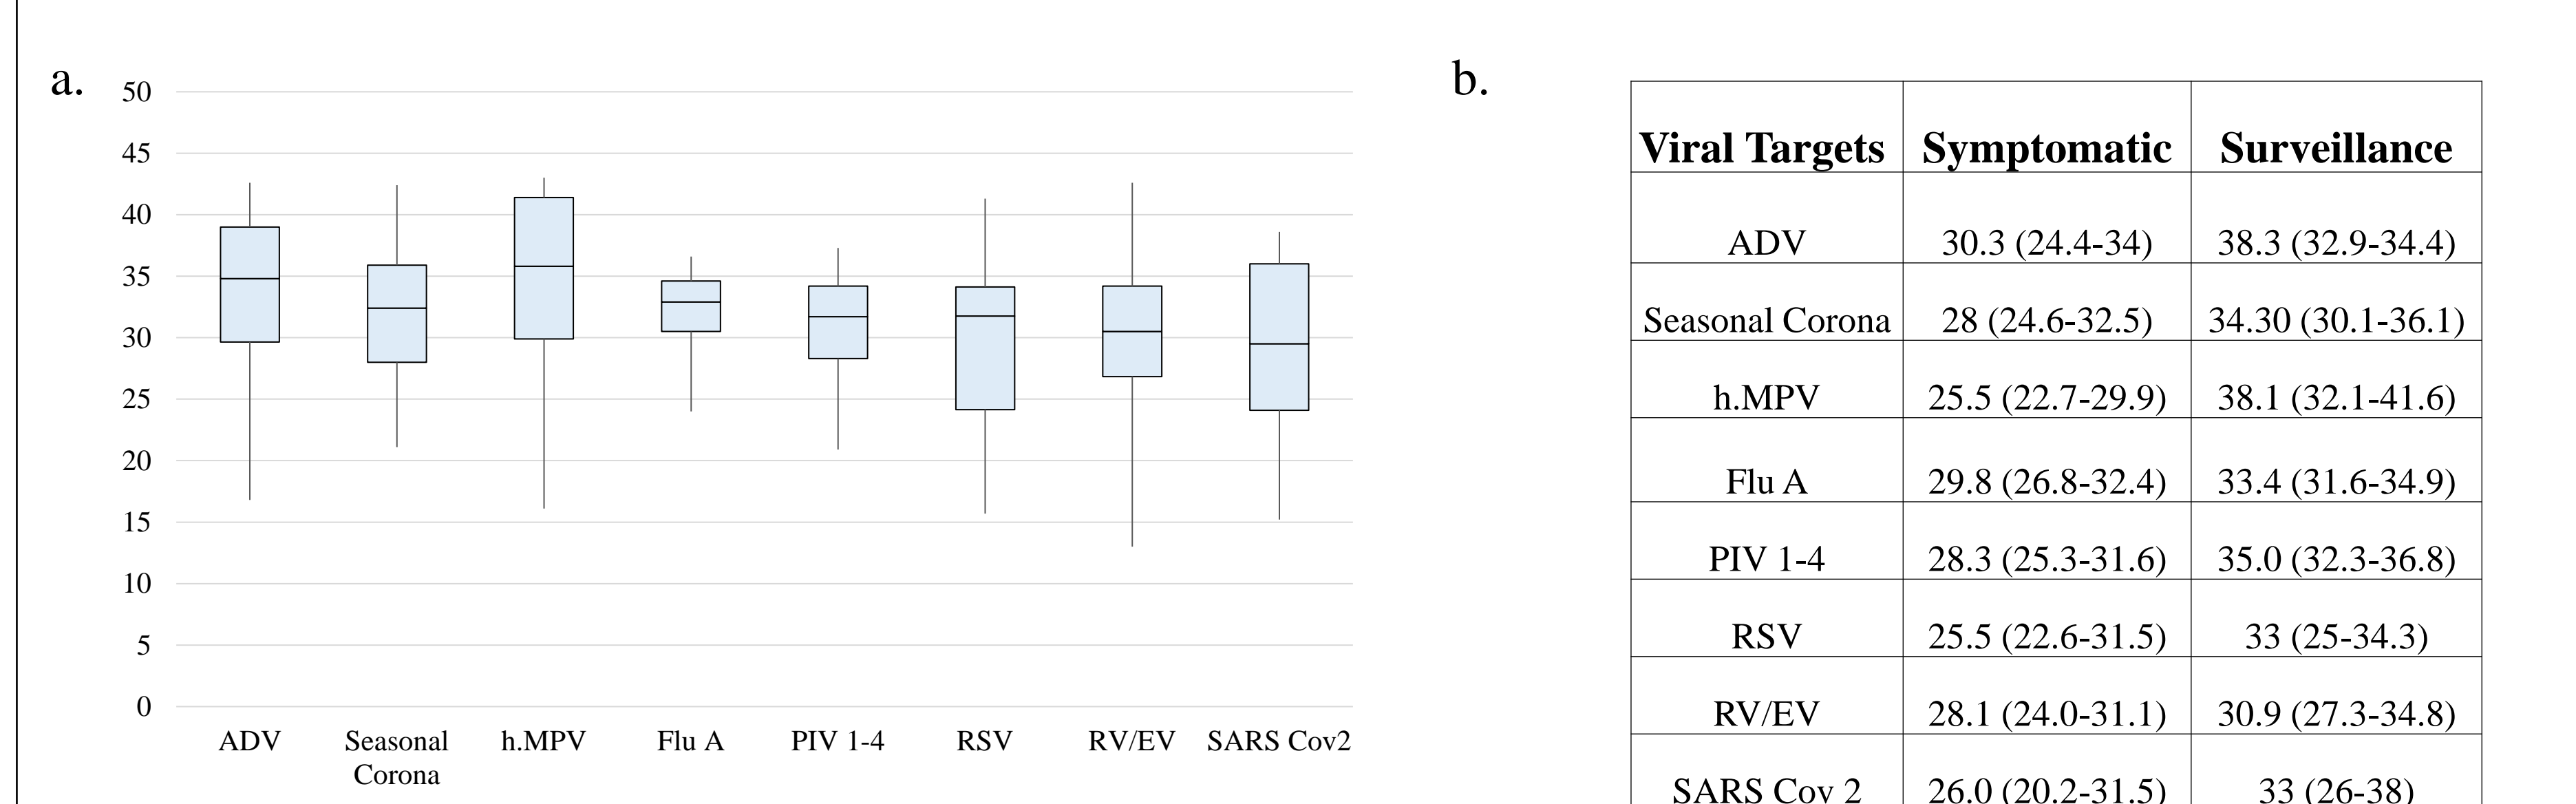 a.
50
45
40
35
30
25
20
15
10
5
0
ADV Seasonal Corona h.MPV Flu A PIV 1-4 RSV RV/EV SARS Cov2
b.
Viral Targets Symptomatic Surveillance
ADV 30.3 (24.4-34) 38.3 (32.9-34.4)
Seasonal Corona 28 (24.6-32.5) 34.30 (30.1-36.1)
h.MPV 25.5 (22.7-29.9) 38.1 (32.1-41.6)
Flu A 29.8 (26.8-32.4) 33.4 (31.6-34.9)
PIV 1-4 28.3 (25.3-31.6) 35.0 (32.3-36.8)
RSV 25.5 (22.6-31.5) 33 (25-34.3)
RV/EV 28.1 (24.0-31.1) 30.9 (27.3-34.8)
SARS Cov 2 26.0 (20.2-31.5) 33 (26-38)